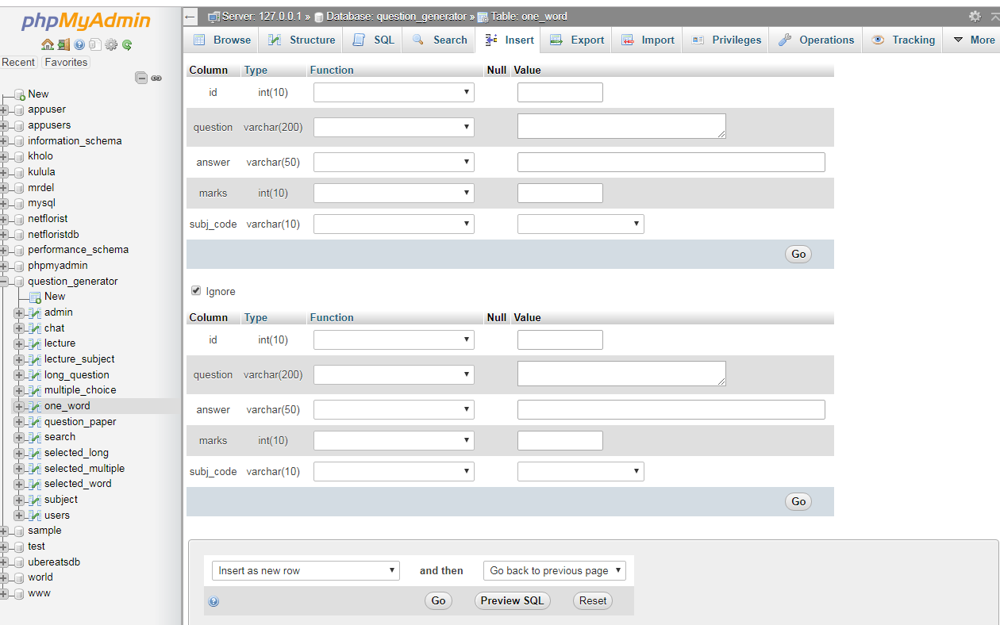 phpMyAdmin
Recent Favorites
New
appuser
appusers
information_schema
kholo
kulula
mrdel
mysql
netflorist
netfloristdb
performance_schema
phpmyadmin
question_generator
New
admin
chat
lecture
lecture_subject
long_question
multiple_choice
one_word
question_paper
search
selected_long
selected_multiple
selected_word
subject
users
sample
test
ubereatsdb
world
www
Server: 127.0.0.1 » Database: question_generator » Table: one_word
Browse Structure SQL Search Insert Export Import Privileges Operations Tracking More
Column Type Function Null Value
id int(10)
question varchar(200)
answer varchar(50)
marks int(10)
subj_code varchar(10)
Go
Ignore
Column Type Function Null Value
id int(10)
question varchar(200)
answer varchar(50)
marks int(10)
subj_code varchar(10)
Go
Insert as new row and then Go back to previous page
Go Preview SQL Reset